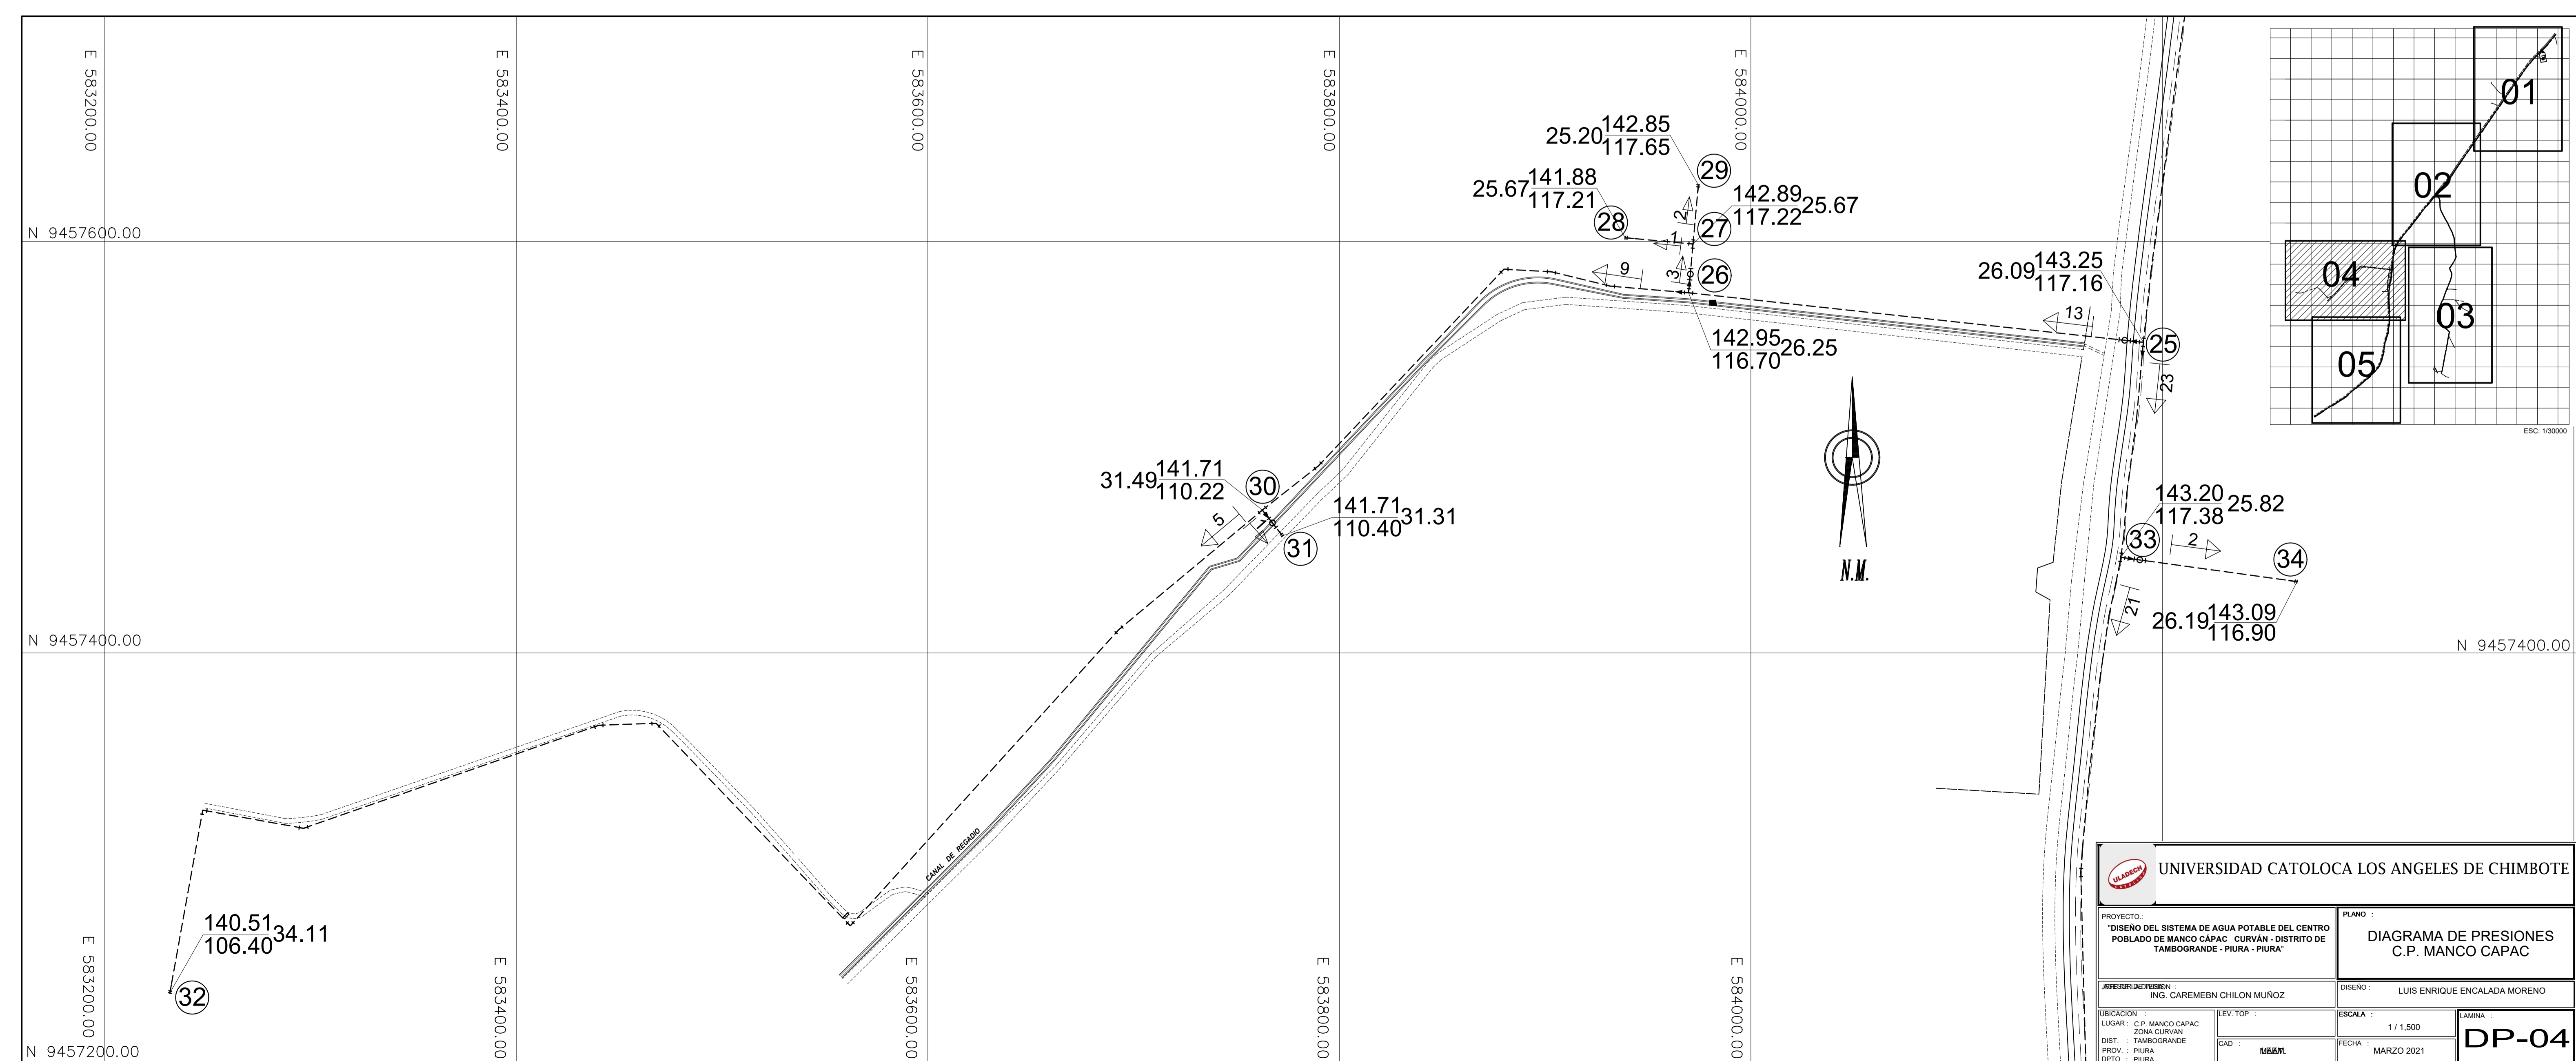 E 583200.00
E 583400.00
E 583600.00
E 583800.00
E 584000.00
N 9457600.00
142.85
25.20
117.65
29
141.88
25.67
117.21
28
142.89
117.22
25.67
27
2
1
3
9
26
142.95
116.70
26.25
143.25
26.09
117.16
13
25
23
01
02
04
03
05
ESC: 1/30000
141.71
31.49
110.22
30
5
1
141.71
110.40
31.31
31
N.M.
143.20
117.38
25.82
33
2
34
21
143.09
26.19
116.90
N 9457400.00
N 9457400.00
CANAL DE REGADIO
140.51
106.40
34.11
32
E 583200.00
E 583400.00
E 583600.00
E 583800.00
E 584000.00
N 9457200.00
ULADECH
CATOLICA
UNIVERSIDAD CATOLOCA LOS ANGELES DE CHIMBOTE
PROYECTO.:
"DISEÑO DEL SISTEMA DE AGUA POTABLE DEL CENTRO
POBLADO DE MANCO CÁPAC CURVÁN - DISTRITO DE
TAMBOGRANDE - PIURA - PIURA"
PLANO :
DIAGRAMA DE PRESIONES
C.P. MANCO CAPAC
ING. CAREMEBN CHILON MUÑOZ
DISEÑO :
LUIS ENRIQUE ENCALADA MORENO
UBICACION :
LUGAR : C.P. MANCO CAPAC
ZONA CURVAN
DIST. : TAMBOGRANDE
PROV. : PIURA
DPTO : PIURA
LEV. TOP :
CAD :
ESCALA :
1 / 1,500
FECHA :
MARZO 2021
LAMINA :
DP-04